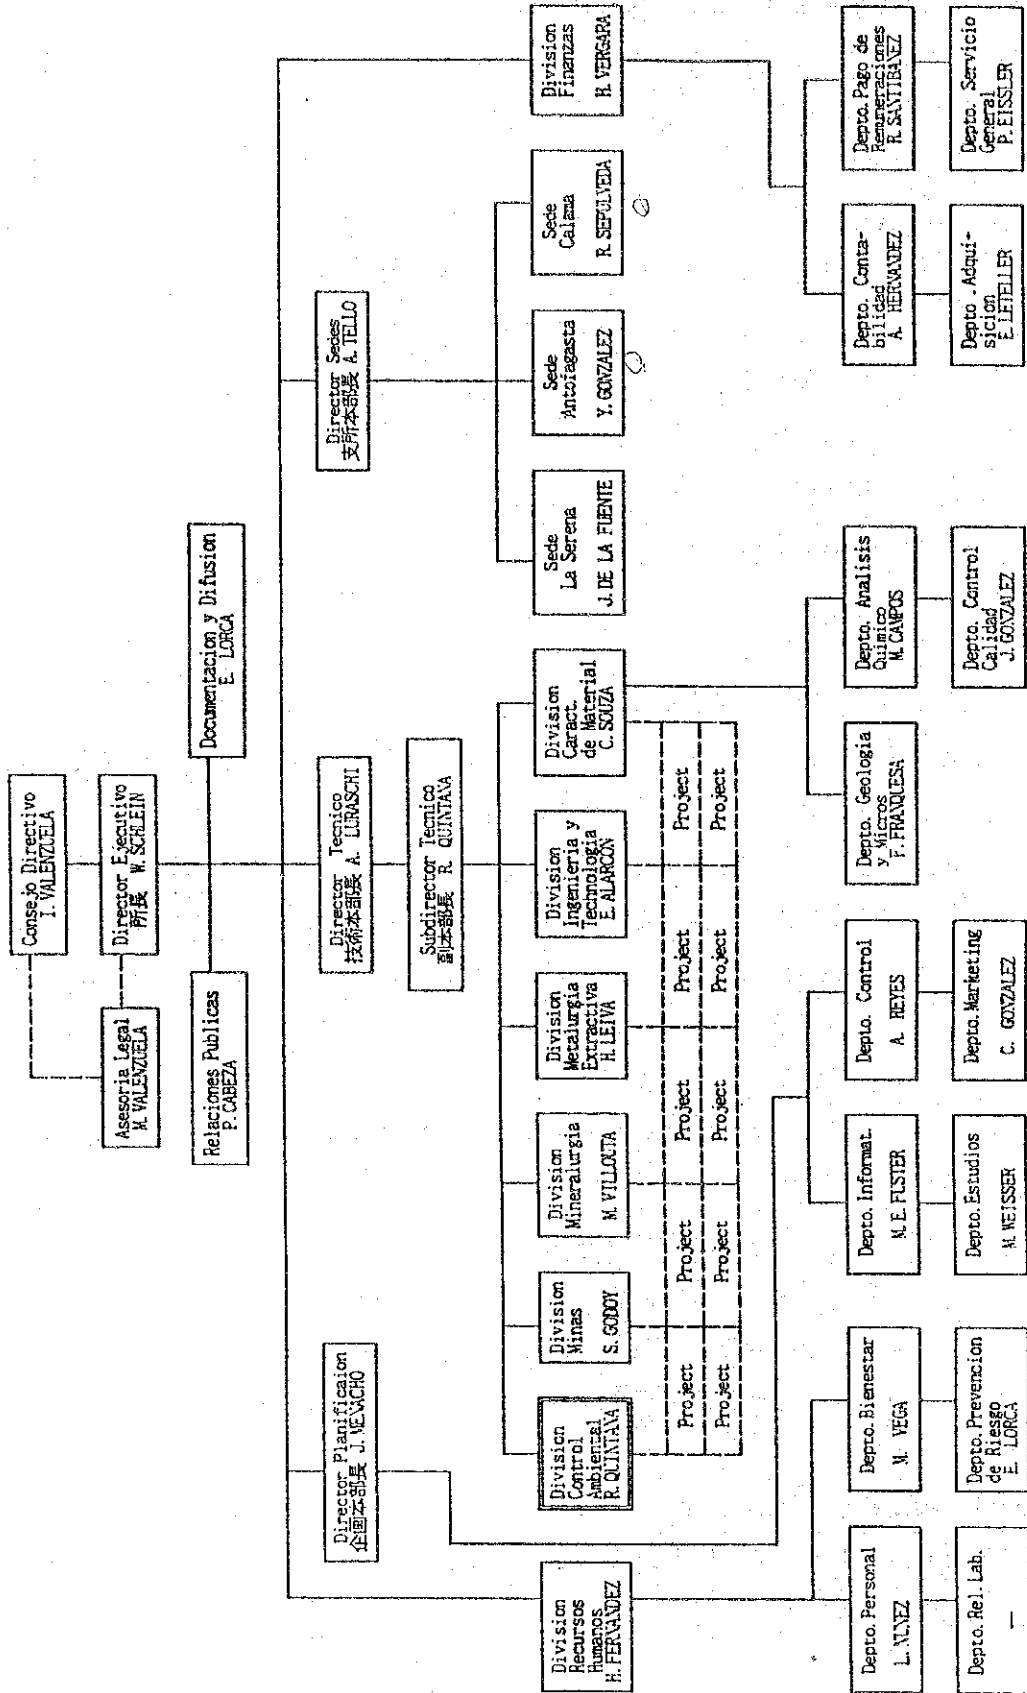 Consejo Directivo
I. VALENZUELA
Director Ejecutivo
所長 W. SCHLEIN
Asesoria Legal
M. VALENZUELA
Relaciones Publicas
P. CABEZA
Documentacion y Difusion
E. LORCA
Director Planificaion
企画本部長 J. MENACHO
Director Tecnico
技術本部長 A. LURASCHI
Director Sedes
支所本部長 A. TELLO
Subdirector Tecnico
副本部長 R. QUINTANA
Division
Recursos
Humanos
H. FERNANDEZ
Division
Control
Ambiental
R. QUINTANA
Division
Minas
S. GODOY
Division
Mineralurgia
M. VILLOUTA
Division
Metalurgia
Extractiva
H. LEIVA
Division
Ingenieria y
Technologia
E. ALARCON
Division
Caract.
de Material
C. SOUZA
Sede
La Serena
J. DE LA FUENTE
Sede
Antofagasta
Y. GONZALEZ
Sede
Calama
R. SEPULVEDA
Division
Finanzas
H. VERGARA
Project Project Project Project Project
Project Project Project Project Project
Depto. Personal
L. NUNEZ
Depto. Bienestar
M. VEGA
Depto. Informat.
M. E. FUSTER
Depto. Control
A. REYES
Depto. Geologia
y Micros
F. FRANQUESA
Depto. Analisis
Quimico
M. CAMPOS
Depto. Conta-
bilidad
A. HERNANDEZ
Depto. Pago de
Remuneraciones
R. SANTIBANEZ
Depto. Rel. Lab.
—
Depto. Prevencion
de Riesgo
E. LORCA
Depto. Estudios
M. WEISSER
Depto. Marketing
C. GONZALEZ
Depto. Control
Calidad
J. GONZALEZ
Depto. Adqui-
sicion
E. LETELLER
Depto. Servicio
General
P. EISSLER